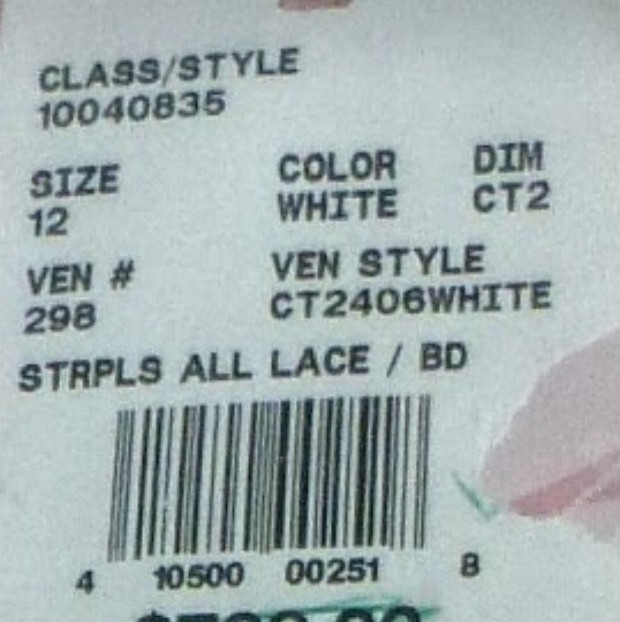 CLASS/STYLE
10040835
SIZE COLOR DIM
12 WHITE CT2
VEN # VEN STYLE
298 CT2406WHITE
STRPLS ALL LACE / BD
4 10500 00251 8